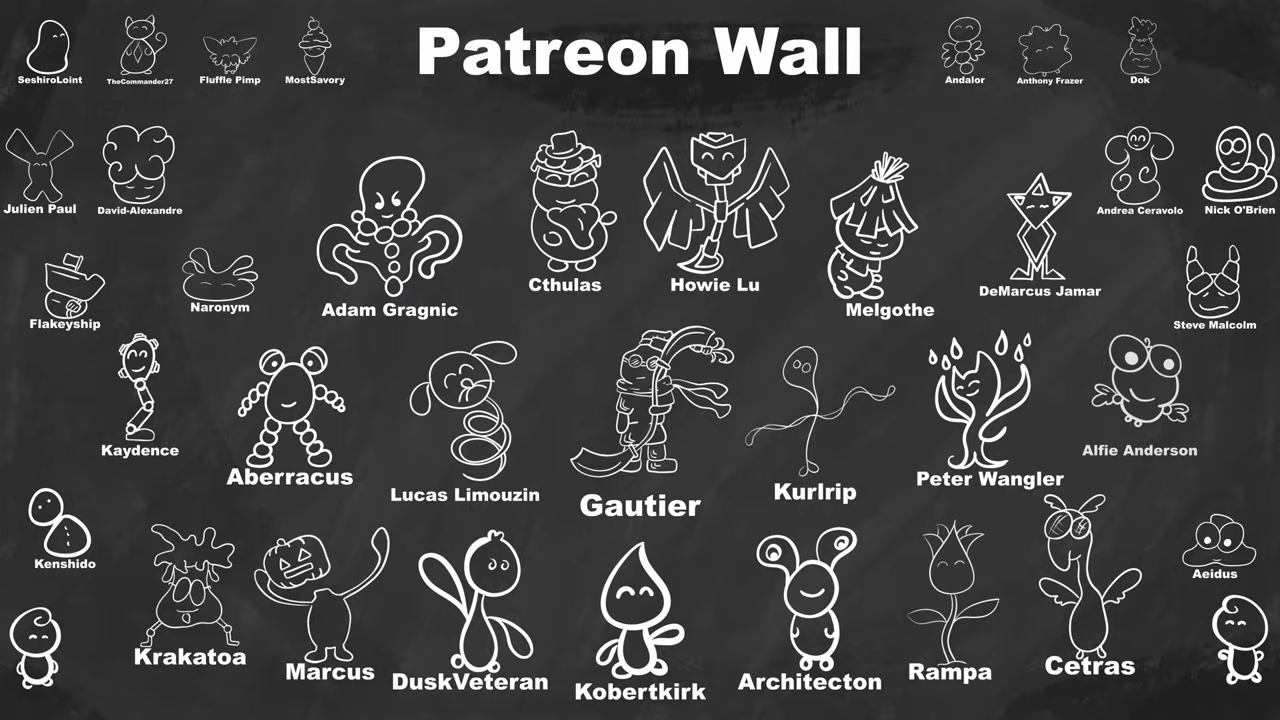 Patreon Wall
SeshiroLoint
TheCommander27
Fluffle Pimp
MostSavory
Andalor
Anthony Frazer
Dok
Julien Paul
David-Alexandre
Andrea Ceravolo
Nick O'Brien
Flakeyship
Naronym
Adam Gragnic
Cthulas
Howie Lu
Melgothe
DeMarcus Jamar
Steve Malcolm
Kaydence
Aberracus
Lucas Limouzin
Gautier
Kurlrip
Peter Wangler
Alfie Anderson
Kenshido
Krakatoa
Marcus
DuskVeteran
Kobertkirk
Architecton
Rampa
Cetras
Aeidus